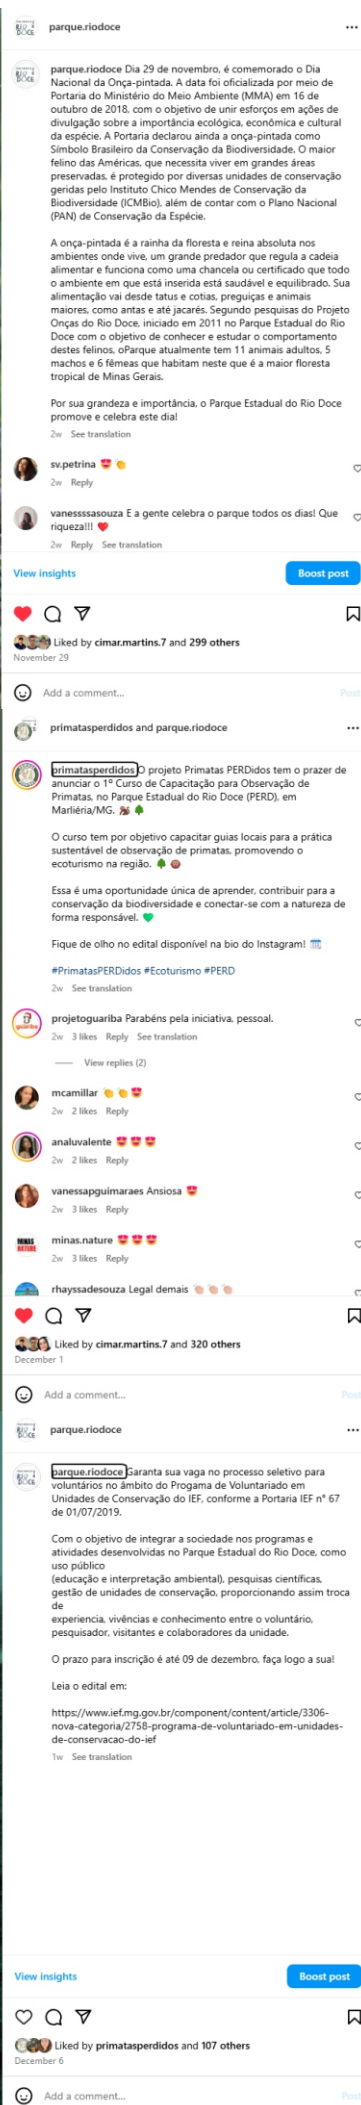 parque.riodoce
parque.riodoce Dia 29 de novembro, é comemorado o Dia
Nacional da Onça-pintada. A data foi oficializada por meio de
Portaria do Ministério do Meio Ambiente (MMA) em 16 de
outubro de 2018, com o objetivo de unir esforços em ações de
divulgação sobre a importância ecológica, econômica e cultural
da espécie. A Portaria declarou ainda a onça-pintada como
Símbolo Brasileiro da Conservação da Biodiversidade. O maior
felino das Américas, que necessita viver em grandes áreas
preservadas, é protegido por diversas unidades de conservação
geridas pelo Instituto Chico Mendes de Conservação da
Biodiversidade (ICMBio), além de contar com o Plano Nacional
(PAN) de Conservação da Espécie.
A onça-pintada é a rainha da floresta e reina absoluta nos
ambientes onde vive, um grande predador que regula a cadeia
alimentar e funciona como uma chancela ou certificado que todo
o ambiente em que está inserida está saudável e equilibrado. Sua
alimentação vai desde tatus e cotias, preguiças e animais
maiores, como antas e até jacarés. Segundo pesquisas do Projeto
Onças do Rio Doce, iniciado em 2011 no Parque Estadual do Rio
Doce com o objetivo de conhecer e estudar o comportamento
destes felinos, oParque atualmente tem 11 animais adultos, 5
machos e 6 fêmeas que habitam neste que é a maior floresta
tropical de Minas Gerais.
Por sua grandeza e importância, o Parque Estadual do Rio Doce
promove e celebra este dia!
2w See translation
sv.petrina 😍 👏
2w Reply
vanessssasouza E a gente celebra o parque todos os dias! Que
riqueza!!! ❤️
2w Reply See translation
View insights
Boost post
Liked by cimar.martins.7 and 299 others
November 29
Add a comment...
Post
primatasperdidos and parque.riodoce
primatasperdidos O projeto Primatas PERDidos tem o prazer de
anunciar o 1º Curso de Capacitação para Observação de
Primatas, no Parque Estadual do Rio Doce (PERD), em
Marliéria/MG. 🐒 🌳
O curso tem por objetivo capacitar guias locais para a prática
sustentável de observação de primatas, promovendo o
ecoturismo na região. 🌳 🐵
Essa é uma oportunidade única de aprender, contribuir para a
conservação da biodiversidade e conectar-se com a natureza de
forma responsável. 💚
Fique de olho no edital disponível na bio do Instagram! 🗓️
#PrimatasPERDidos #Ecoturismo #PERD
2w See translation
projetoguariba Parabéns pela iniciativa, pessoal.
2w 3 likes Reply See translation
View replies (2)
mcamillar 👏 👏 😍
2w 2 likes Reply
analuvalente 😍 😍 😍
2w 2 likes Reply
vanessapguimaraes Ansiosa 😍
2w 3 likes Reply
minas.nature 😍 😍 😍
2w 3 likes Reply
rhayssadesouza Legal demais 👏🏻 👏🏻 👏🏻
Liked by cimar.martins.7 and 320 others
December 1
Add a comment...
Post
parque.riodoce
parque.riodoce Garanta sua vaga no processo seletivo para
voluntários no âmbito do Progama de Voluntariado em
Unidades de Conservação do IEF, conforme a Portaria IEF n° 67
de 01/07/2019.
Com o objetivo de integrar a sociedade nos programas e
atividades desenvolvidas no Parque Estadual do Rio Doce, como
uso público
(educação e interpretação ambiental), pesquisas científicas,
gestão de unidades de conservação, proporcionando assim troca
de
experiencia, vivências e conhecimento entre o voluntário,
pesquisador, visitantes e colaboradores da unidade.
O prazo para inscrição é até 09 de dezembro, faça logo a sua!
Leia o edital em:
https://www.ief.mg.gov.br/component/content/article/3306-
nova-categoria/2758-programa-de-voluntariado-em-unidades-
de-conservacao-do-ief
1w See translation
View insights
Boost post
Liked by primatasperdidos and 107 others
December 6
Add a comment...
Post